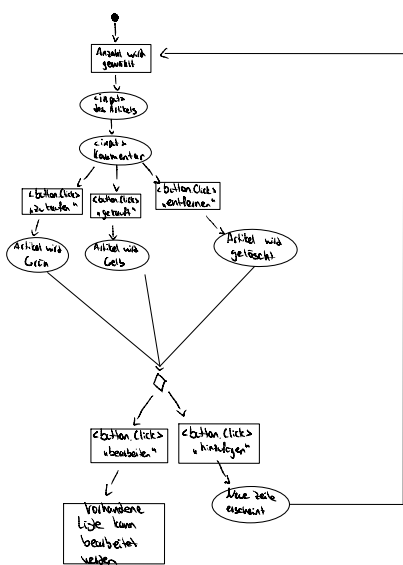 Anzahl wird
gewählt
<input>
des Artikels
<input>
Kommentar
<button.Click>
"zu kaufen"
<button.Click>
"gekauft"
<button.Click>
"entfernen"
Artikel wird
Grün
Artikel wird
Gelb
Artikel wird
gelöscht
<button.Click>
"bearbeiten"
<button.Click>
"hinzufügen"
Vorhandene
Liste kann
bearbeitet
werden
Neue Zeile
erscheint